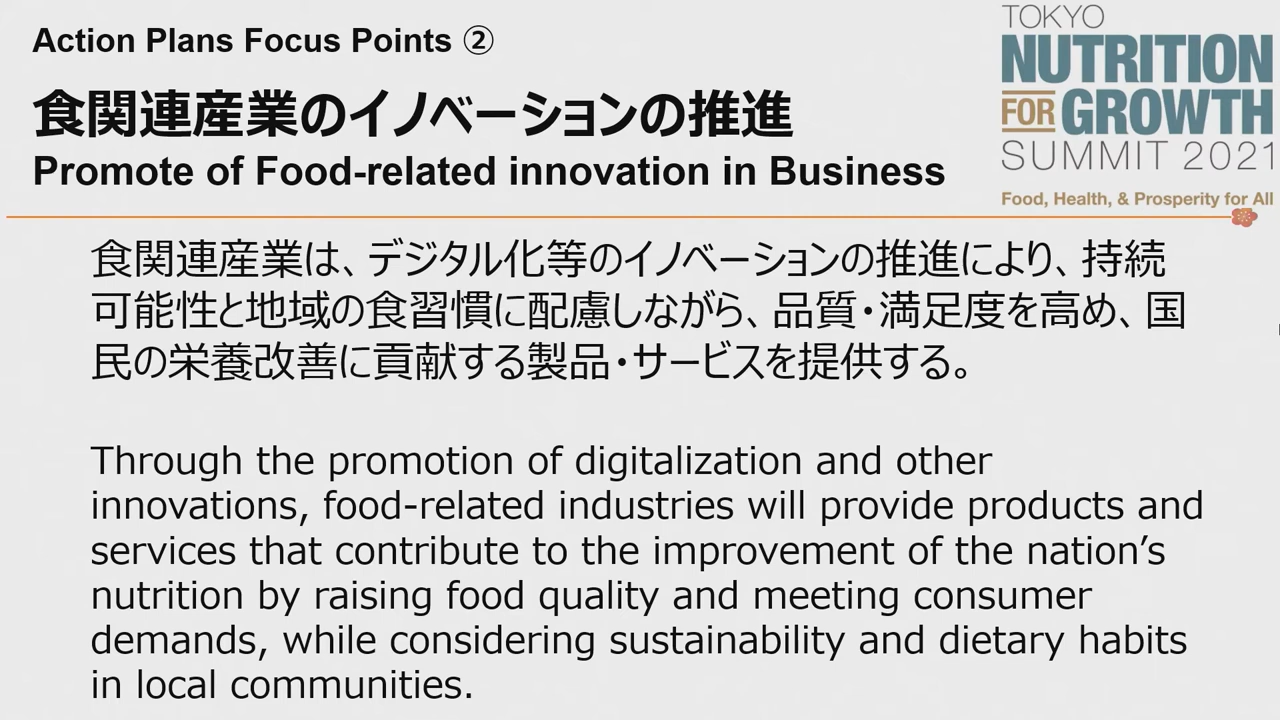 Action Plans Focus Points ②
食関連産業のイノベーションの推進
Promote of Food-related innovation in Business
TOKYO
NUTRITION
FOR GROWTH
SUMMIT 2021
Food, Health, & Prosperity for All
食関連産業は、デジタル化等のイノベーションの推進により、持続
可能性と地域の食習慣に配慮しながら、品質・満足度を高め、国
民の栄養改善に貢献する製品・サービスを提供する。
Through the promotion of digitalization and other
innovations, food-related industries will provide products and
services that contribute to the improvement of the nation’s
nutrition by raising food quality and meeting consumer
demands, while considering sustainability and dietary habits
in local communities.